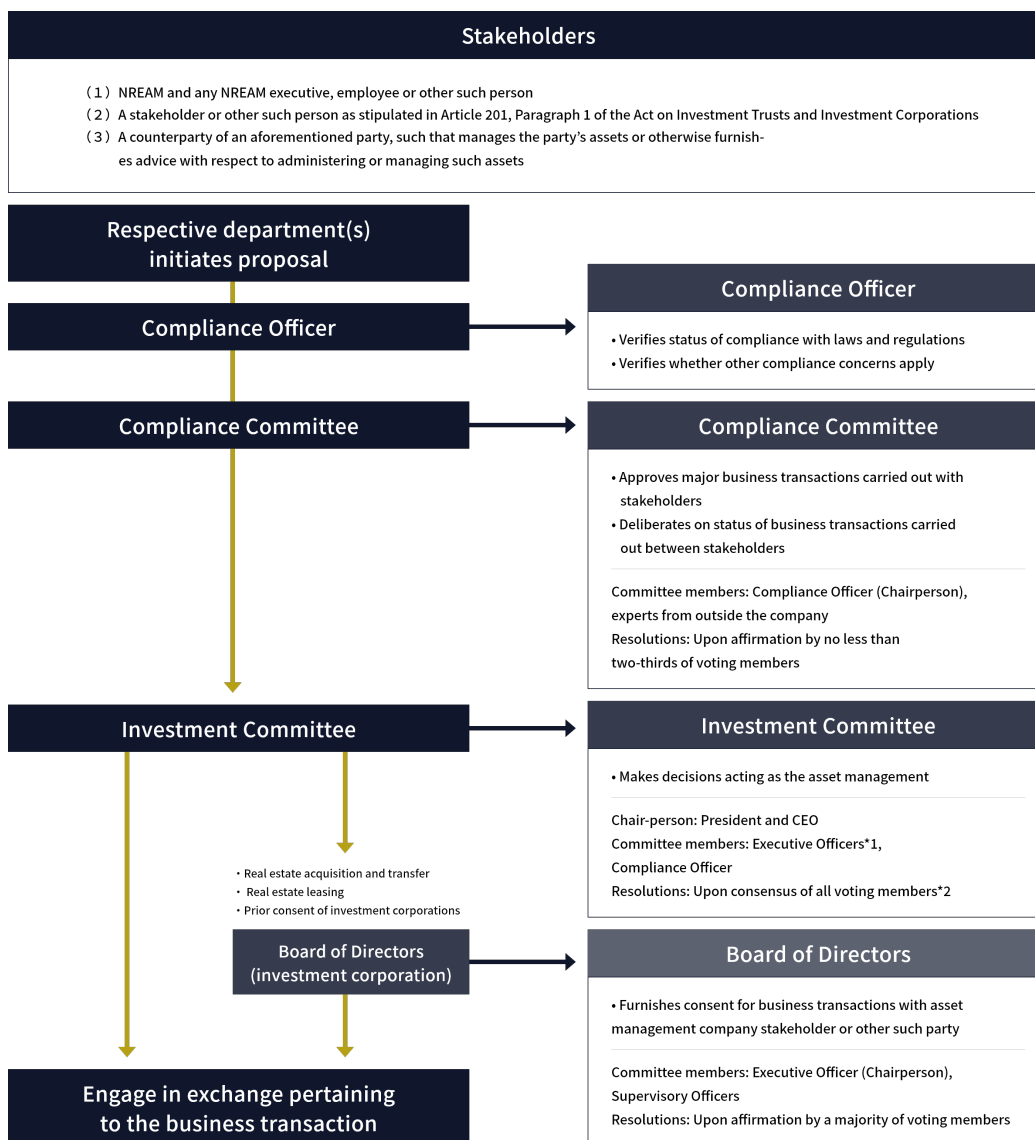 Stakeholders
（1）NREAM and any NREAM executive, employee or other such person
（2）A stakeholder or other such person as stipulated in Article 201, Paragraph 1 of the Act on Investment Trusts and Investment Corporations
（3）A counterparty of an aforementioned party, such that manages the party's assets or otherwise furnish-
es advice with respect to administering or managing such assets
Respective department(s)
initiates proposal
Compliance Officer
Compliance Officer
• Verifies status of compliance with laws and regulations
• Verifies whether other compliance concerns apply
Compliance Committee
Compliance Committee
• Approves major business transactions carried out with
stakeholders
• Deliberates on status of business transactions carried
out between stakeholders
Committee members: Compliance Officer (Chairperson),
experts from outside the company
Resolutions: Upon affirmation by no less than
two-thirds of voting members
Investment Committee
Investment Committee
• Makes decisions acting as the asset management
Chair-person: President and CEO
Committee members: Executive Officers*1,
Compliance Officer
Resolutions: Upon consensus of all voting members*2
・Real estate acquisition and transfer
・ Real estate leasing
・Prior consent of investment corporations
Board of Directors
(investment corporation)
Board of Directors
• Furnishes consent for business transactions with asset
management company stakeholder or other such party
Committee members: Executive Officer (Chairperson),
Supervisory Officers
Resolutions: Upon affirmation by a majority of voting members
Engage in exchange pertaining
to the business transaction